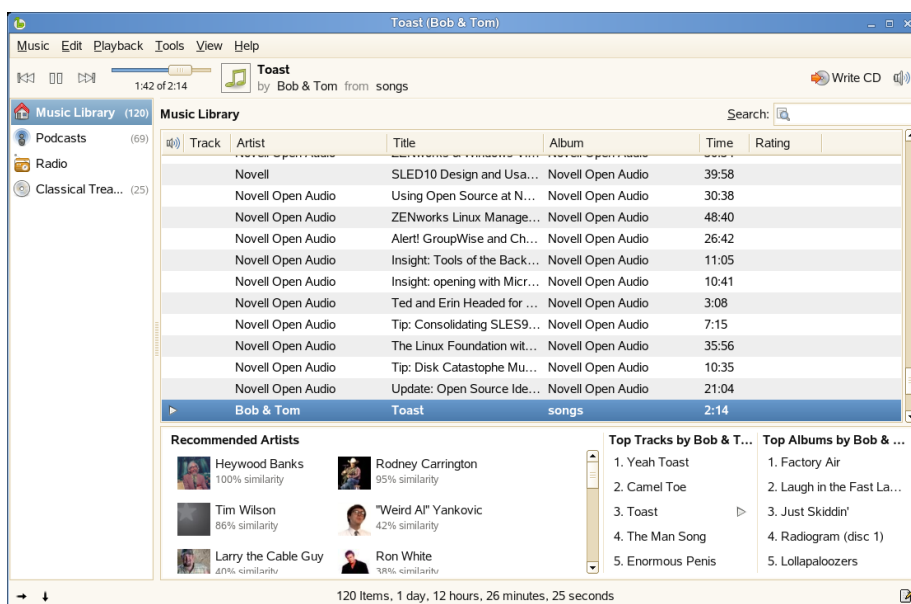 Toast (Bob & Tom)
Music Edit Playback Tools View Help
Toast
1:42 of 2:14
by Bob & Tom from songs
Write CD
Music Library (120)
Podcasts (69)
Radio
Classical Trea... (25)
Music Library
Search:
Track Artist Title Album Time Rating
Novell SLED10 Design and Usa... Novell Open Audio 39:58
Novell Open Audio Using Open Source at N... Novell Open Audio 30:38
Novell Open Audio ZENworks Linux Manage... Novell Open Audio 48:40
Novell Open Audio Alert! GroupWise and Ch... Novell Open Audio 26:42
Novell Open Audio Insight: Tools of the Back... Novell Open Audio 11:05
Novell Open Audio Insight: opening with Micr... Novell Open Audio 10:41
Novell Open Audio Ted and Erin Headed for ... Novell Open Audio 3:08
Novell Open Audio Tip: Consolidating SLES9... Novell Open Audio 7:15
Novell Open Audio The Linux Foundation wit... Novell Open Audio 35:56
Novell Open Audio Tip: Disk Catastophe Mu... Novell Open Audio 10:35
Novell Open Audio Update: Open Source Ide... Novell Open Audio 21:04
Bob & Tom Toast songs 2:14
Recommended Artists
Heywood Banks
100% similarity
Rodney Carrington
95% similarity
Tim Wilson
86% similarity
"Weird Al" Yankovic
42% similarity
Larry the Cable Guy
40% similarity
Ron White
38% similarity
Top Tracks by Bob & T...
1. Yeah Toast
2. Camel Toe
3. Toast
4. The Man Song
5. Enormous Penis
Top Albums by Bob & ...
1. Factory Air
2. Laugh in the Fast La...
3. Just Skiddin'
4. Radiogram (disc 1)
5. Lollapaloozers
120 Items, 1 day, 12 hours, 26 minutes, 25 seconds